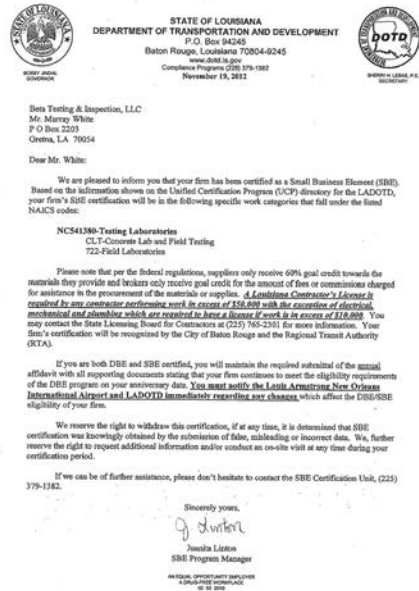 STATE OF LOUISIANA
DEPARTMENT OF TRANSPORTATION AND DEVELOPMENT
P.O. Box 94245
Baton Rouge, Louisiana 70804-9245
www.dotd.la.gov
Compliance Programs (225) 379-1382
November 19, 2012
STATE OF LOUISIANA
BOBBY JINDAL
GOVERNOR
DOTD
SHERRI H. LEBAS, P.E.
SECRETARY
Beta Testing & Inspection, LLC
Mr. Murray White
P O Box 2203
Gretna, LA 70054
Dear Mr. White:
We are pleased to inform you that your firm has been certified as a Small Business Element (SBE).
Based on the information shown on the Unified Certification Program (UCP) directory for the LADOTD,
your firm's SBE certification will be in the following specific work categories that fall under the listed
NAICS codes:
NC541380-Testing Laboratories
CLT-Concrete Lab and Field Testing
722-Field Laboratories
Please note that per the federal regulations, suppliers only receive 60% goal credit towards the
materials they provide and brokers only receive goal credit for the amount of fees or commissions charged
for assistance in the procurement of the materials or supplies. A Louisiana Contractor's License is
required by any contractor performing work in excess of $50,000 with the exception of electrical,
mechanical and plumbing which are required to have a license if work is in excess of $10,000. You
may contact the State Licensing Board for Contractors at (225) 765-2301 for more information. Your
firm's certification will be recognized by the City of Baton Rouge and the Regional Transit Authority
(RTA).
If you are both DBE and SBE certified, you will maintain the required submittal of the annual
affidavit with all supporting documents stating that your firm continues to meet the eligibility requirements
of the DBE program on your anniversary date. You must notify the Louis Armstrong New Orleans
International Airport and LADOTD immediately regarding any changes which affect the DBE/SBE
eligibility of your firm.
We reserve the right to withdraw this certification, if at any time, it is determined that SBE
certification was knowingly obtained by the submission of false, misleading or incorrect data. We, further
reserve the right to request additional information and/or conduct an on-site visit at any time during your
certification period.
If we can be of further assistance, please don't hesitate to contact the SBE Certification Unit, (225)
379-1382.
Sincerely yours,
J. Linton
Juanita Linton
SBE Program Manager
AN EQUAL OPPORTUNITY EMPLOYER
A DRUG-FREE WORKPLACE
02 53 2010